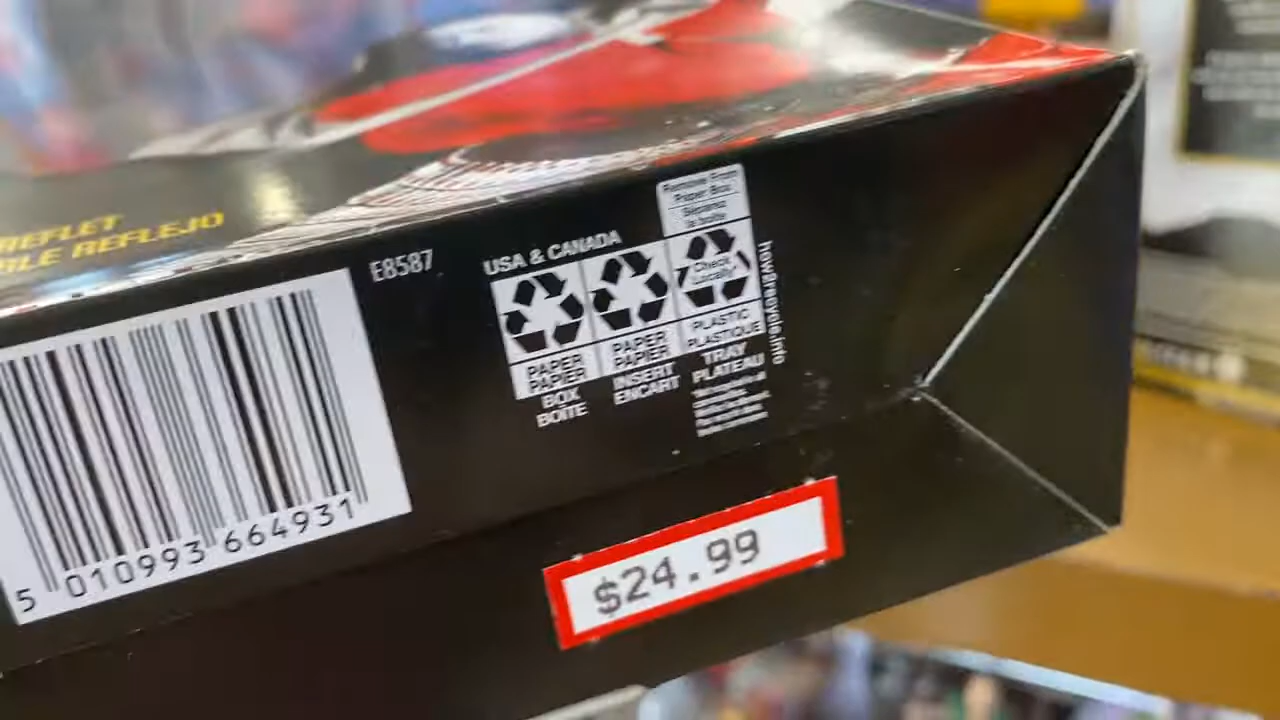 REFLET
BLE REFLEJO
E8587
USA & CANADA
Remove From
Paper Box
Séparez
la boîte
Check
Locally
PAPER
PAPIER
BOX
BOÎTE
PAPER
PAPIER
INSERT
ENCART
PLASTIC
PLASTIQUE
TRAY
PLATEAU
how2recycle.info
5 010993 664931
$24.99